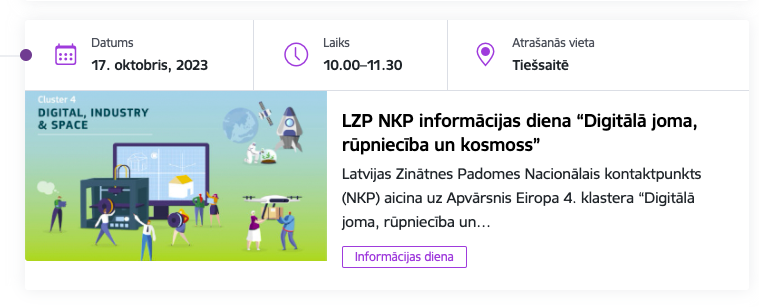 Datums
17. oktobris, 2023
Laiks
10.00–11.30
Atrašanās vieta
Tiešsaitē
Cluster 4
DIGITAL, INDUSTRY
& SPACE
LZP NKP informācijas diena “Digitālā joma,
rūpniecība un kosmoss”
Latvijas Zinātnes Padomes Nacionālais kontaktpunkts
(NKP) aicina uz Apvārsnis Eiropa 4. klastera “Digitālā
joma, rūpniecība un…
Informācijas diena